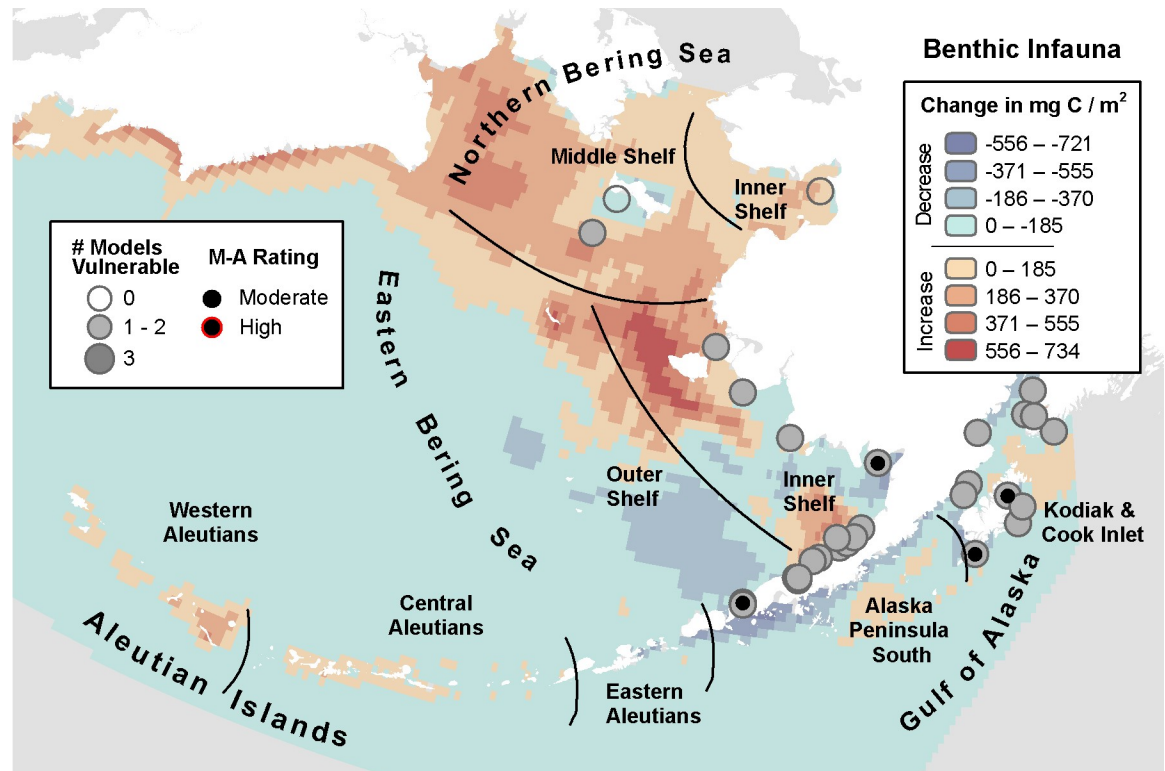 Benthic Infauna
Change in mg C / m²
Decrease
-556 – -721
-371 – -555
-186 – -370
0 – -185
Increase
0 – 185
186 – 370
371 – 555
556 – 734
# Models
Vulnerable
0
1 - 2
3
M-A Rating
Moderate
High
Northern Bering Sea
Middle Shelf
Inner
Shelf
Eastern Bering Sea
Outer
Shelf
Inner
Shelf
Western
Aleutians
Central
Aleutians
Eastern
Aleutians
Aleutian Islands
Alaska
Peninsula
South
Kodiak &
Cook Inlet
Gulf of Alaska